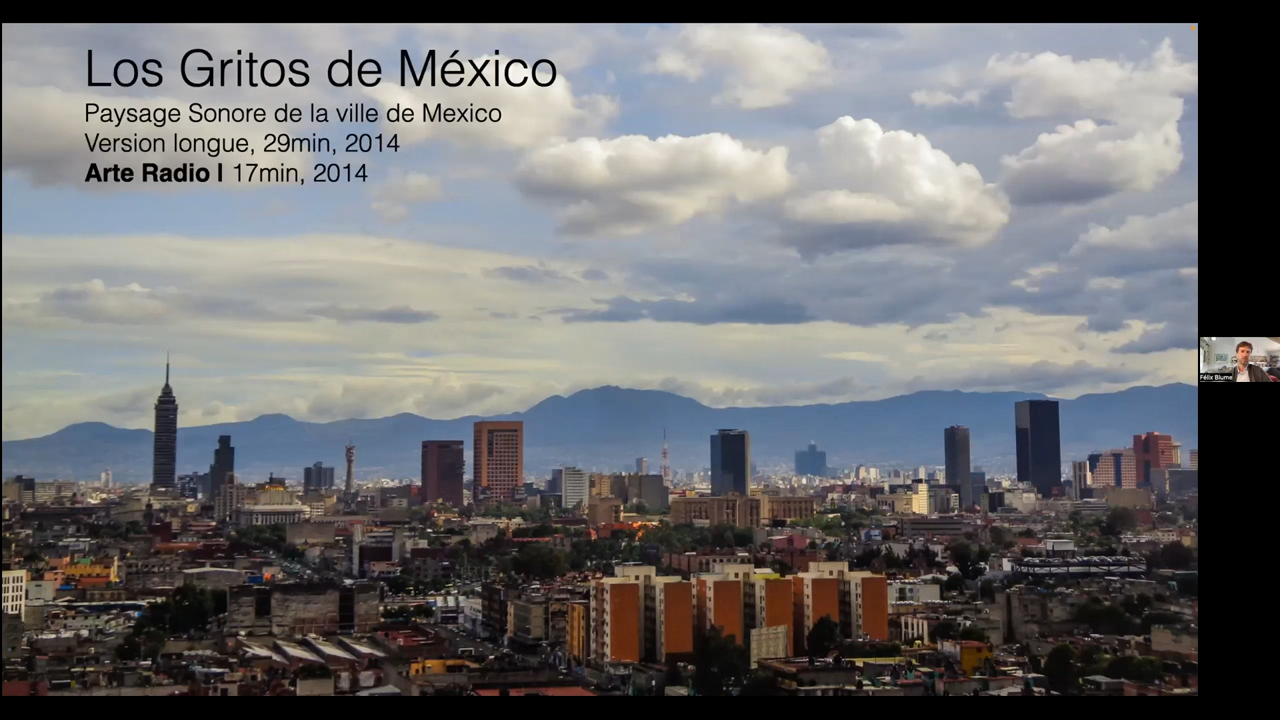 Los Gritos de México
Paysage Sonore de la ville de Mexico
Version longue, 29min, 2014
Arte Radio | 17min, 2014
Félix Blume